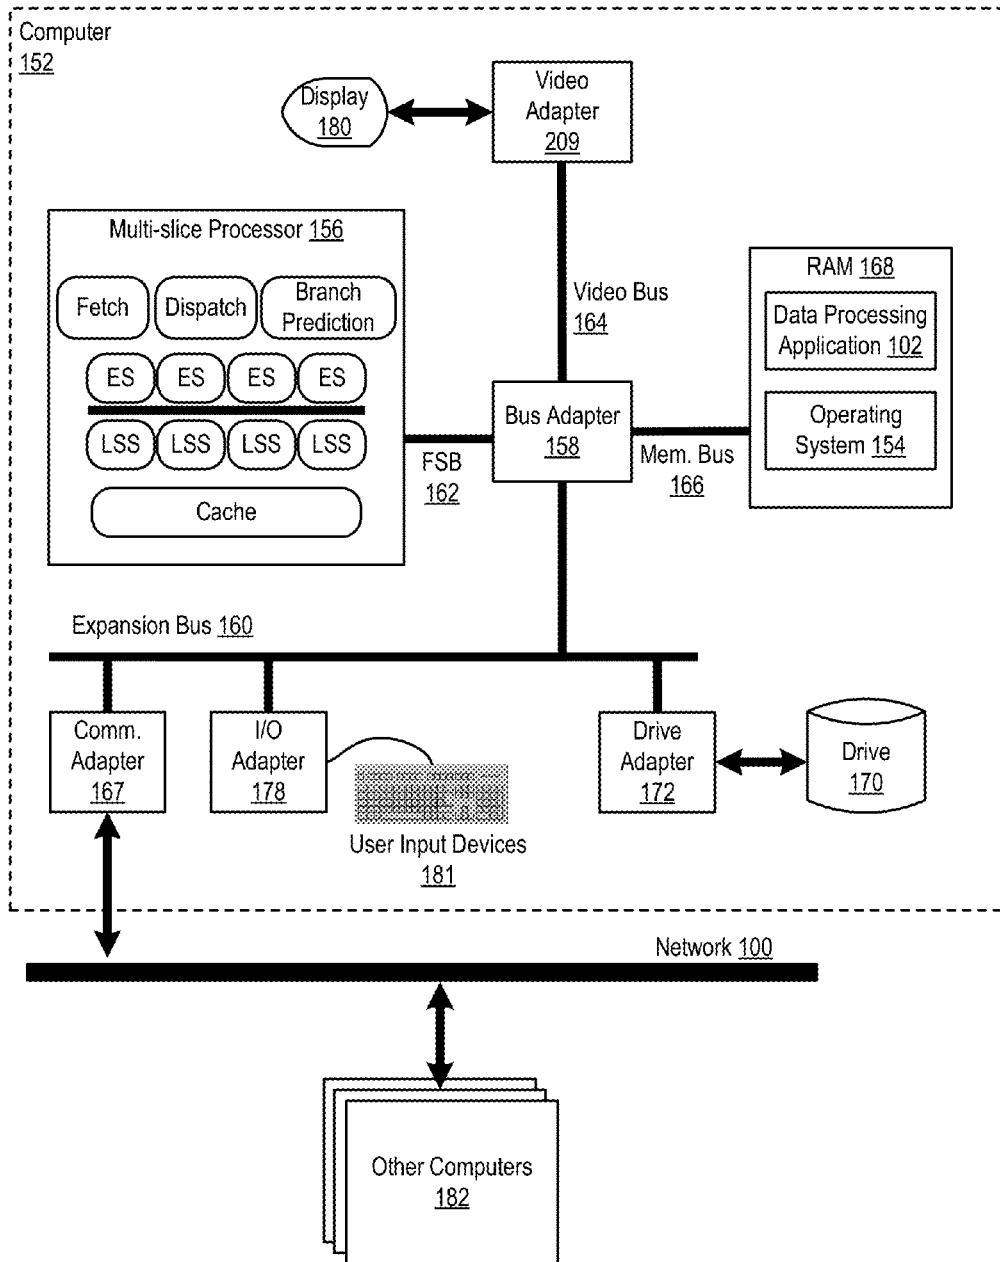 Computer
152
Display
180
Video
Adapter
209
Multi-slice Processor 156
Fetch
Dispatch
Branch
Prediction
ES
ES
ES
ES
LSS
LSS
LSS
LSS
Cache
Video Bus
164
RAM 168
Data Processing
Application 102
Operating
System 154
Bus Adapter
158
FSB
162
Mem. Bus
166
Expansion Bus 160
Comm.
Adapter
167
I/O
Adapter
178
User Input Devices
181
Drive
Adapter
172
Drive
170
Network 100
Other Computers
182